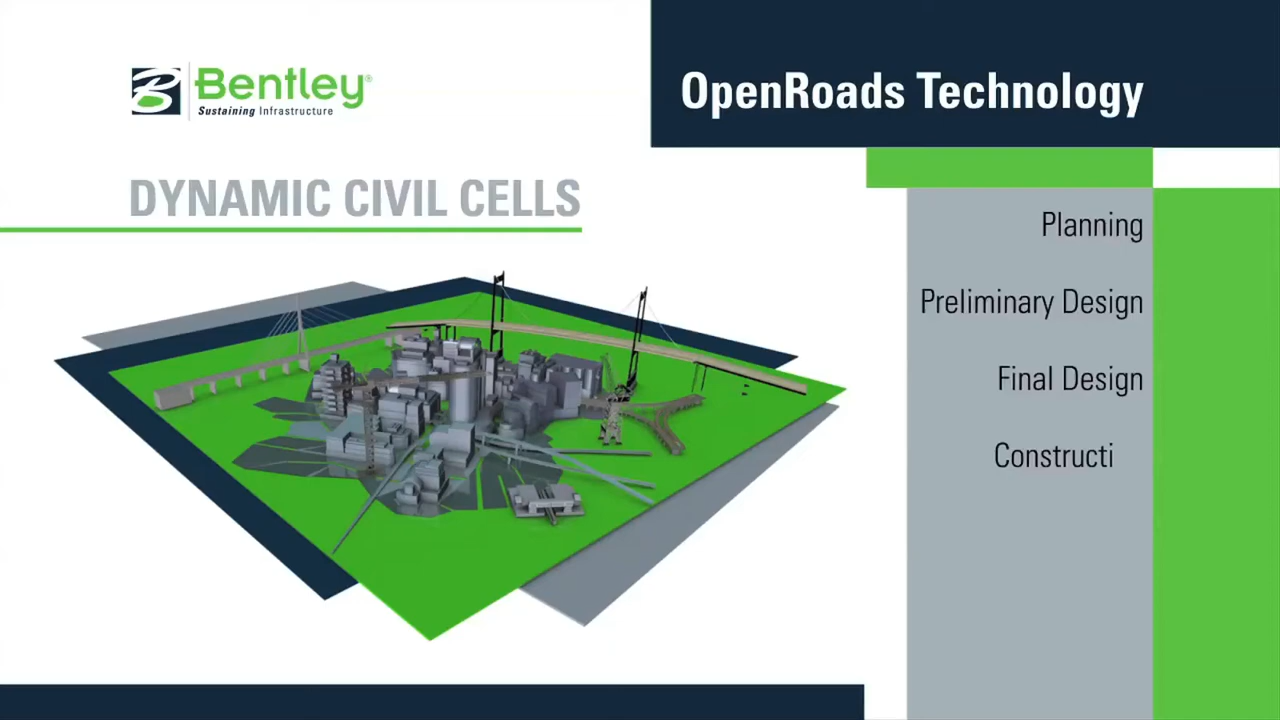 Bentley®
Sustaining Infrastructure
OpenRoads Technology
DYNAMIC CIVIL CELLS
Planning
Preliminary Design
Final Design
Constructi